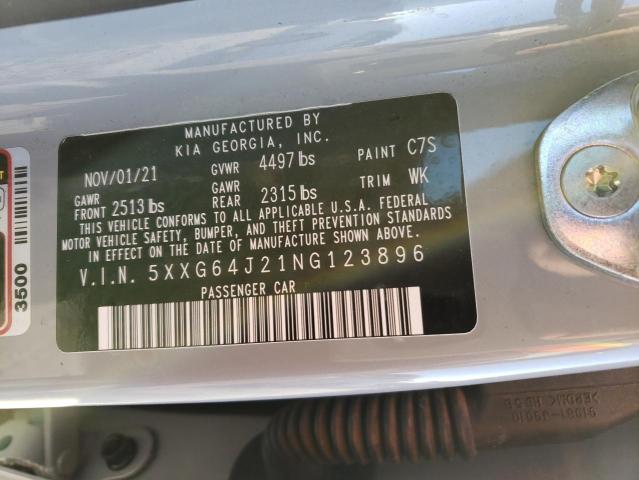 MANUFACTURED BY
KIA GEORGIA, INC.
NOV/01/21 GVWR 4497 lbs PAINT C7S
GAWR FRONT 2513 lbs GAWR REAR 2315 lbs TRIM WK
THIS VEHICLE CONFORMS TO ALL APPLICABLE U.S.A. FEDERAL
MOTOR VEHICLE SAFETY, BUMPER, AND THEFT PREVENTION STANDARDS
IN EFFECT ON THE DATE OF MANUFACTURE SHOWN ABOVE.
V.I.N. 5XXG64J21NG123896
PASSENGER CAR
3500